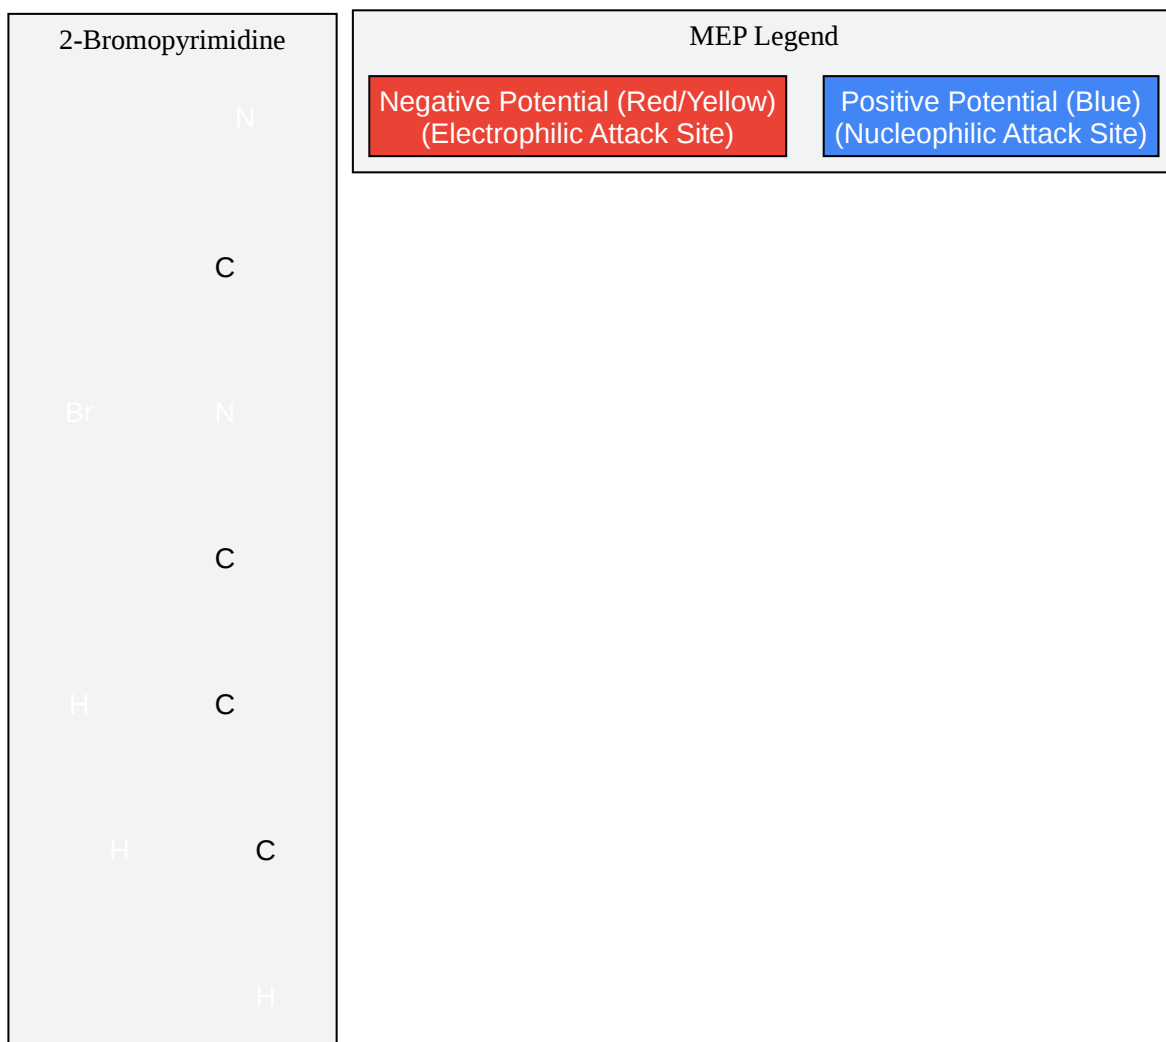 2-Bromopyrimidine
N
C
Br N
C
H C
H C
H
MEP Legend
Negative Potential (Red/Yellow)
(Electrophilic Attack Site)
Positive Potential (Blue)
(Nucleophilic Attack Site)